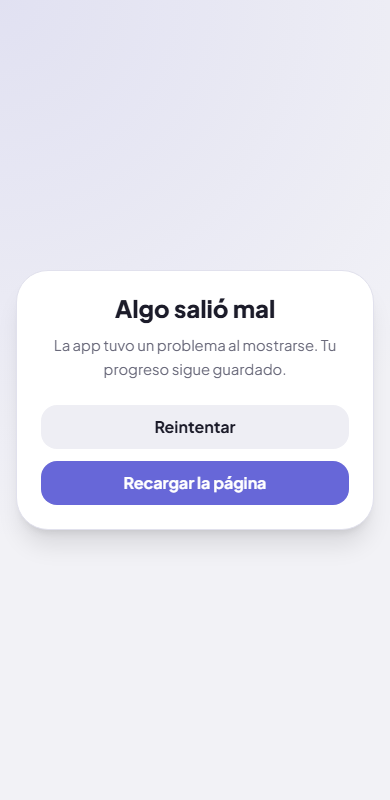 Algo salió mal
La app tuvo un problema al mostrarse. Tu
progreso sigue guardado.
Reintentar
Recargar la página